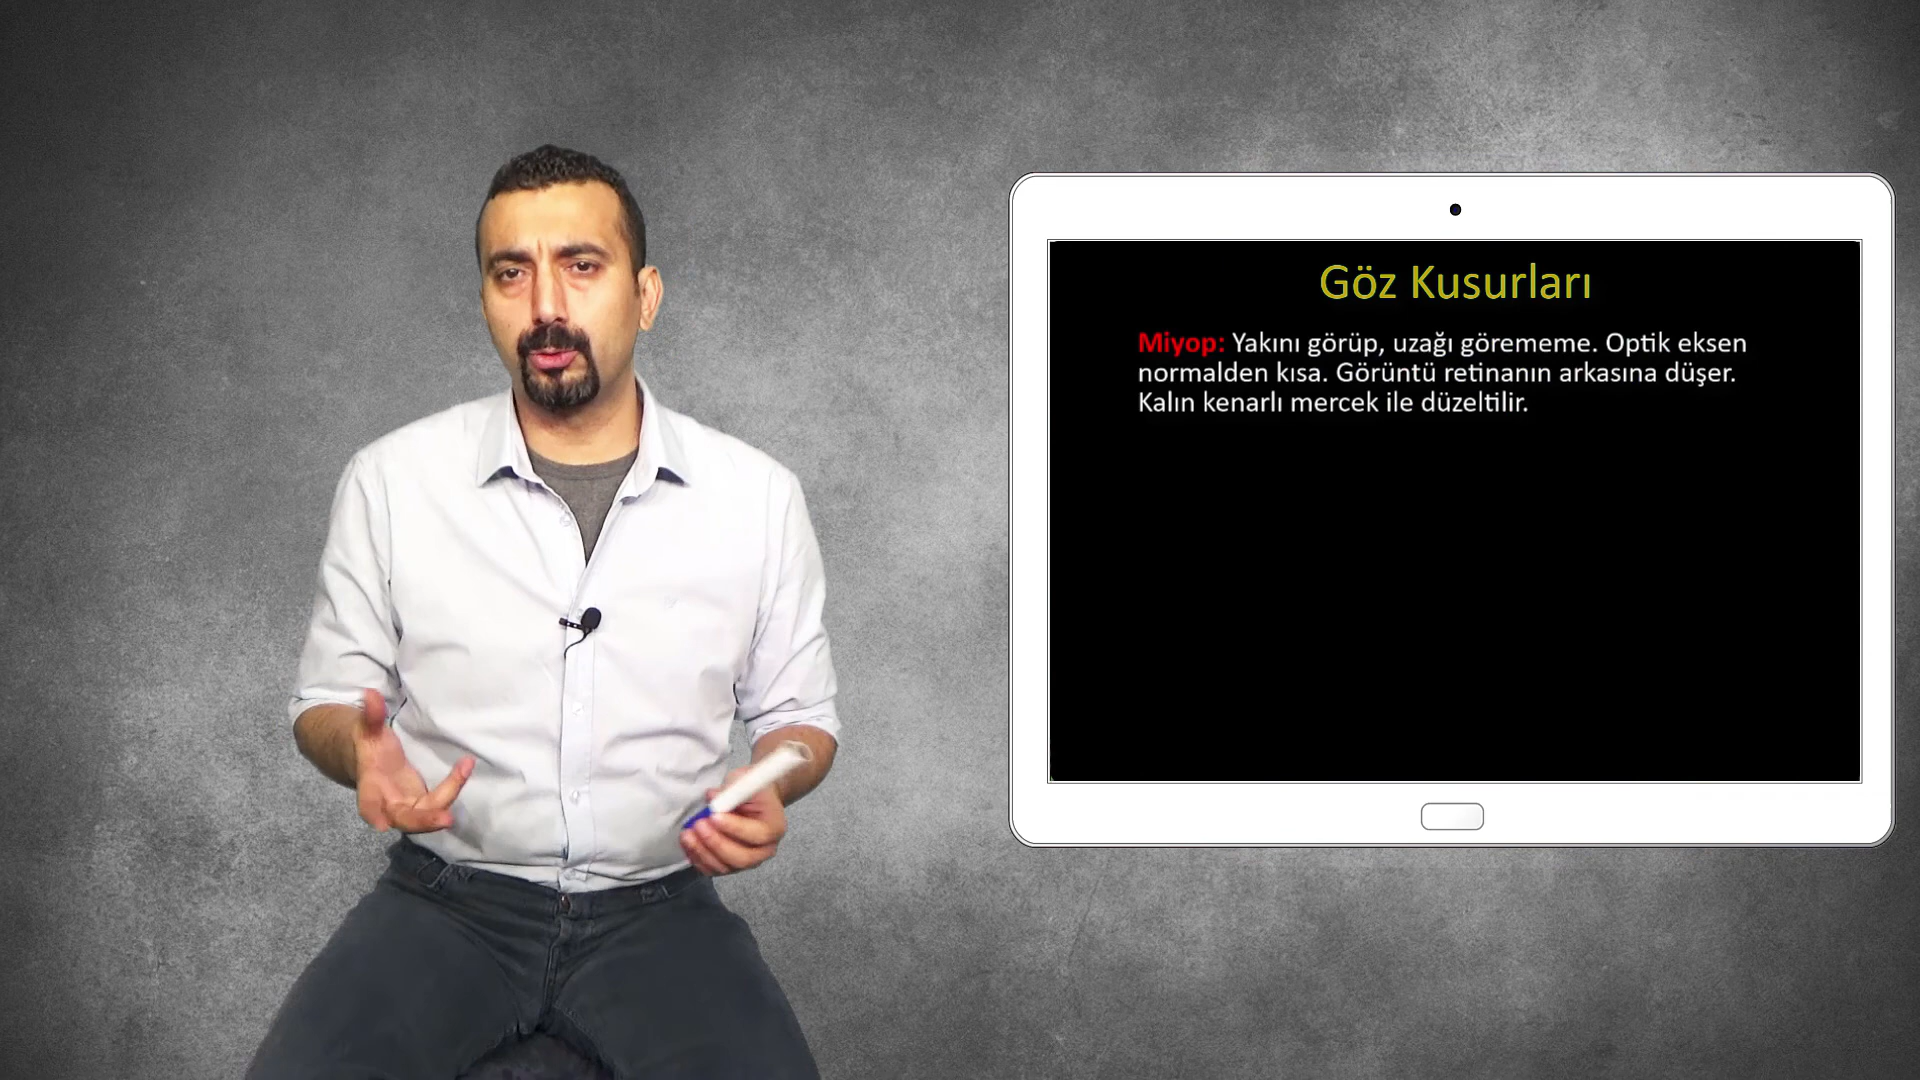 Göz Kusurları
Miyop: Yakını görüp, uzağı görememe. Optik eksen
normalden kısa. Görüntü retinanın arkasına düşer.
Kalın kenarlı mercek ile düzeltilir.